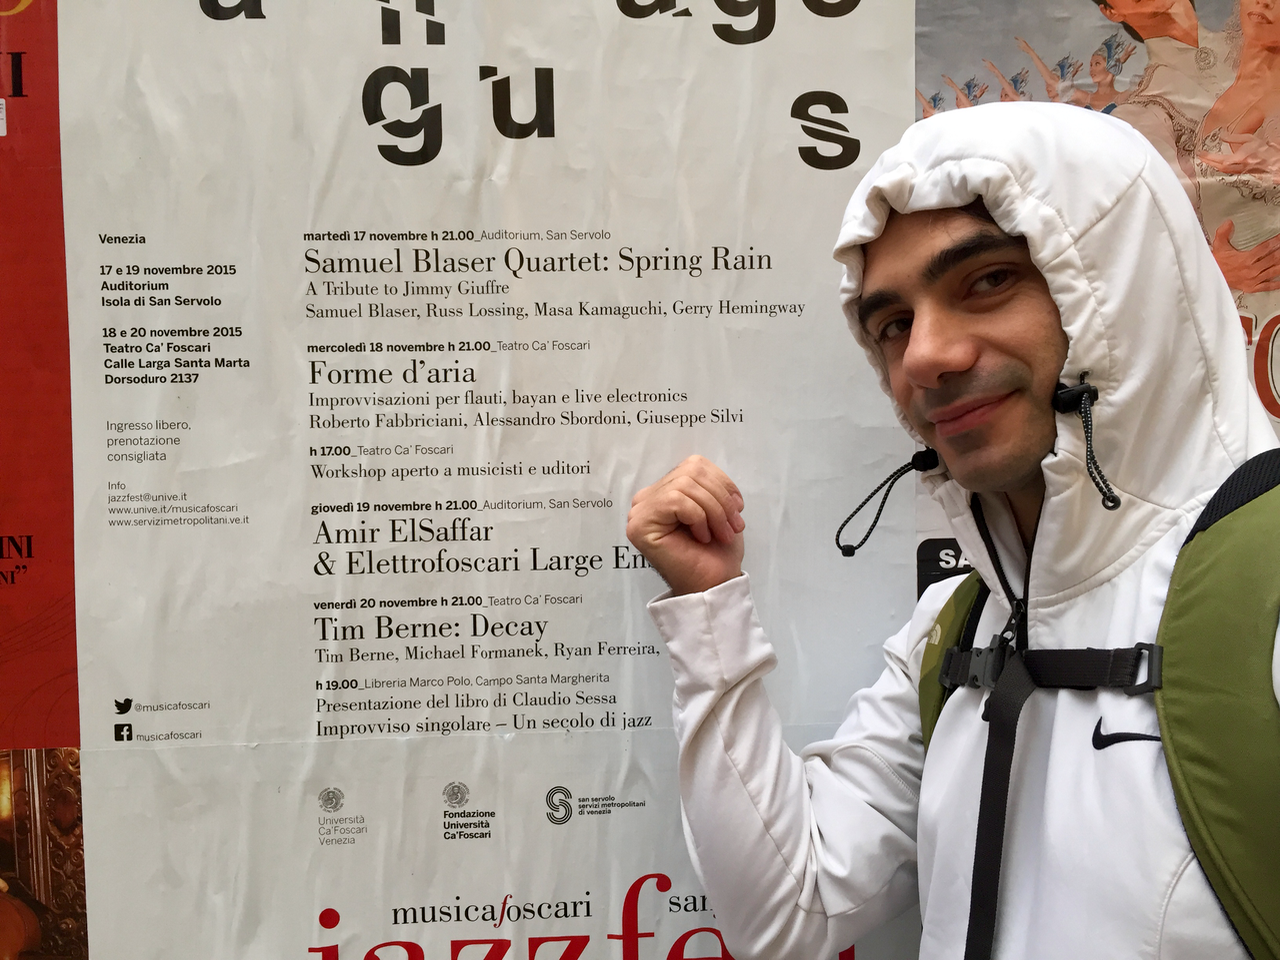 gu s
Venezia
17 e 19 novembre 2015
Auditorium
Isola di San Servolo
18 e 20 novembre 2015
Teatro Ca' Foscari
Calle Larga Santa Marta
Dorsoduro 2137
Ingresso libero,
prenotazione
consigliata
Info
jazzfest@unive.it
www.unive.it/musicafoscari
www.servizimetropolitani.ve.it
@musicafoscari
musicafoscari
martedì 17 novembre h 21.00_Auditorium, San Servolo
Samuel Blaser Quartet: Spring Rain
A Tribute to Jimmy Giuffre
Samuel Blaser, Russ Lossing, Masa Kamaguchi, Gerry Hemingway
mercoledì 18 novembre h 21.00_Teatro Ca' Foscari
Forme d'aria
Improvvisazioni per flauti, bayan e live electronics
Roberto Fabbriciani, Alessandro Sbordoni, Giuseppe Silvi
h 17.00_Teatro Ca' Foscari
Workshop aperto a musicisti e uditori
giovedì 19 novembre h 21.00_Auditorium, San Servolo
Amir ElSaffar
& Elettrofoscari Large En
venerdì 20 novembre h 21.00_Teatro Ca' Foscari
Tim Berne: Decay
Tim Berne, Michael Formanek, Ryan Ferreira,
h 19.00_Libreria Marco Polo, Campo Santa Margherita
Presentazione del libro di Claudio Sessa
Improvviso singolare – Un secolo di jazz
Università
Ca'Foscari
Venezia
Fondazione
Università
Ca'Foscari
san servolo
servizi metropolitani
di venezia
musicafoscari
san
jazzfe
INI
NI”
SA